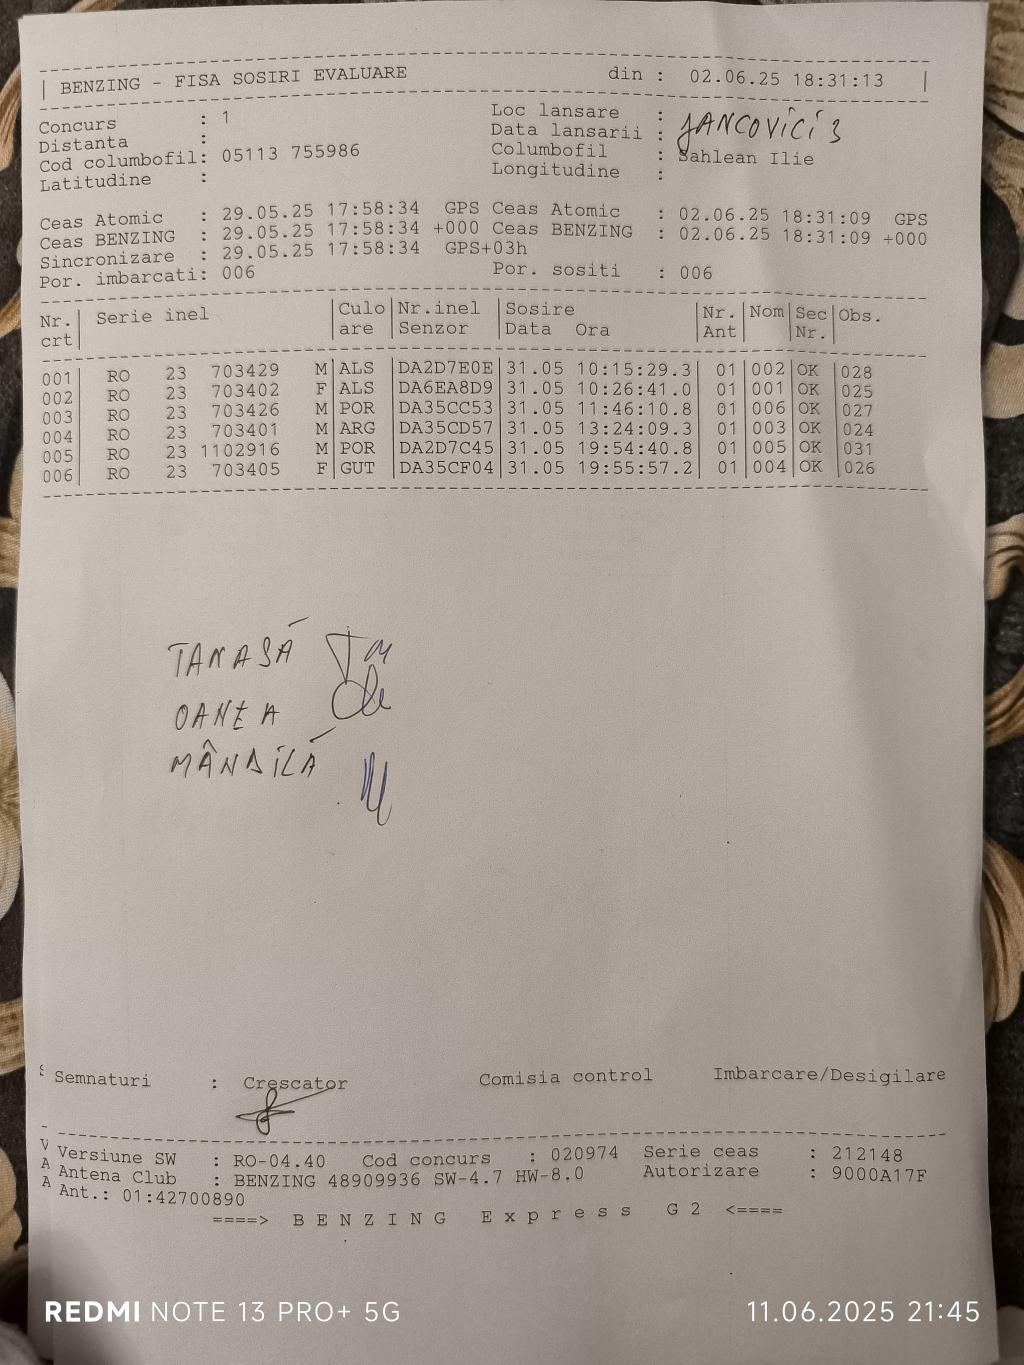 BENZING - FISA SOSIRI EVALUARE din : 02.06.25 18:31:13
Concurs : 1 Loc lansare :
Distanta : Data lansarii : JANCOVÎCÎ 3
Cod columbofil: 05113 755986 Columbofil : Sahlean Ilie
Latitudine : Longitudine :
Ceas Atomic : 29.05.25 17:58:34 GPS Ceas Atomic : 02.06.25 18:31:09 GPS
Ceas BENZING : 29.05.25 17:58:34 +000 Ceas BENZING : 02.06.25 18:31:09 +000
Sincronizare : 29.05.25 17:58:34 GPS+03h
Por. imbarcati: 006 Por. sositi : 006
Nr. | Serie inel | Culo | Nr.inel | Sosire | Nr. | Nom | Sec | Obs.
crt | are | Senzor | Data Ora | Ant | Nr. |
001 | RO 23 703429 M | ALS | DA2D7E0E | 31.05 10:15:29.3 | 01 | 002 | OK | 028
002 | RO 23 703402 F | ALS | DA6EA8D9 | 31.05 10:26:41.0 | 01 | 001 | OK | 025
003 | RO 23 703426 M | POR | DA35CC53 | 31.05 11:46:10.8 | 01 | 006 | OK | 027
004 | RO 23 703401 M | ARG | DA35CD57 | 31.05 13:24:09.3 | 01 | 003 | OK | 024
005 | RO 23 1102916 M | POR | DA2D7C45 | 31.05 19:54:40.8 | 01 | 005 | OK | 031
006 | RO 23 703405 F | GUT | DA35CF04 | 31.05 19:55:57.2 | 01 | 004 | OK | 026
TANASĂ
OANEA
MÂNDILĂ
Semnaturi : Crescator Comisia control Imbarcare/Desigilare
Versiune SW : RO-04.40 Cod concurs : 020974 Serie ceas : 212148
Antena Club : BENZING 48909936 SW-4.7 HW-8.0 Autorizare : 9000A17F
Ant.: 01:42700890
====> B E N Z I N G E x p r e s s G 2 <====
REDMI NOTE 13 PRO+ 5G 11.06.2025 21:45